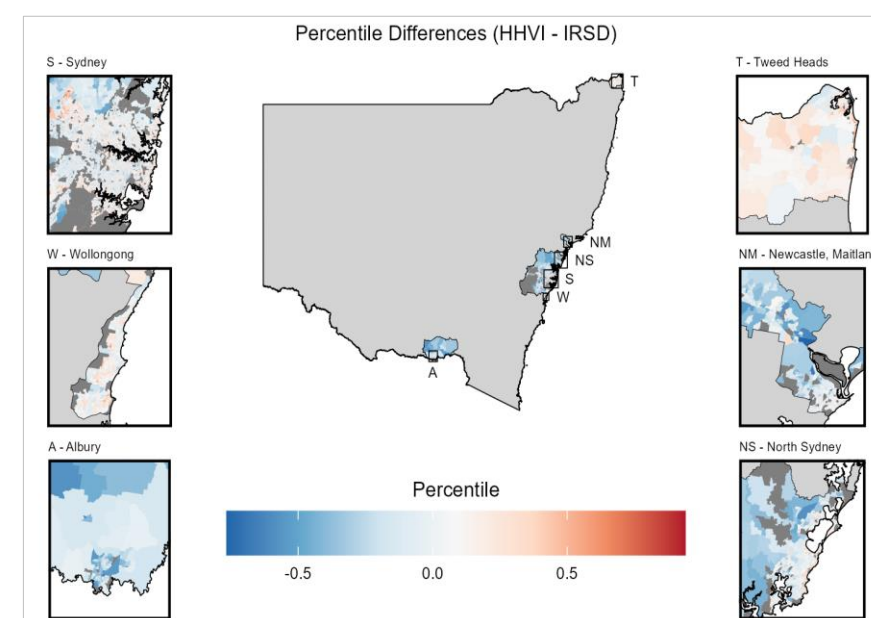 Percentile Differences (HHVI - IRSD)
S - Sydney
T - Tweed Heads
T
W - Wollongong
NM - Newcastle, Maitlan
NM
NS
S
W
A
A - Albury
NS - North Sydney
Percentile
-0.5 0.0 0.5